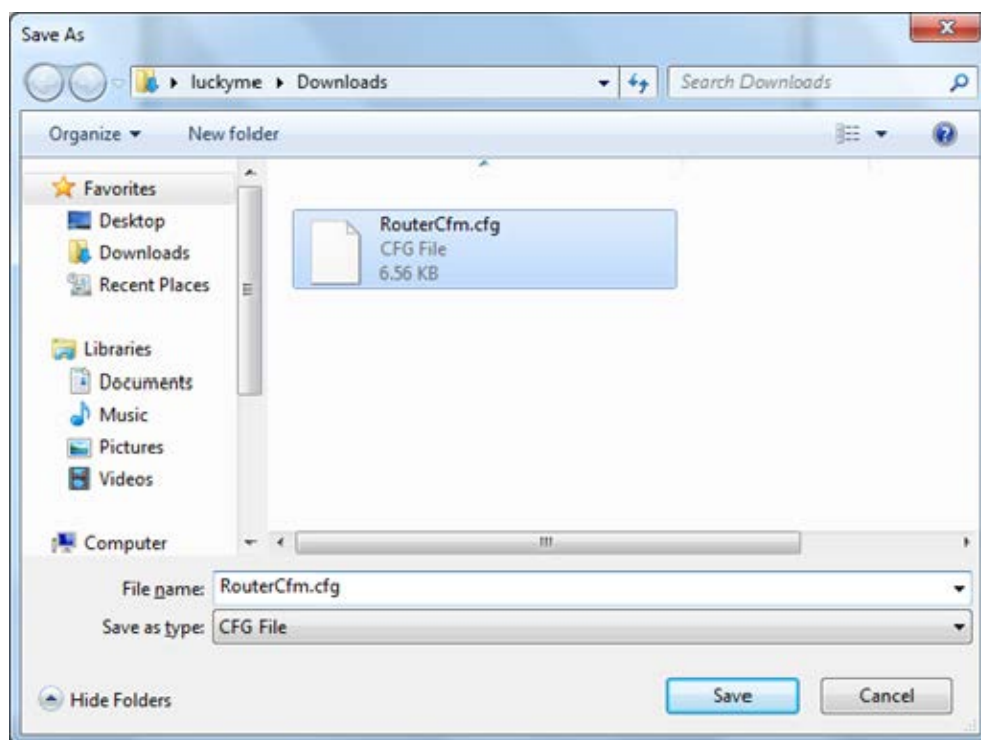 Save As
luckyme Downloads
Search Downloads
Organize New folder
Favorites
Desktop
Downloads
Recent Places
Libraries
Documents
Music
Pictures
Videos
Computer
RouterCfm.cfg
CFG File
6.56 KB
File name: RouterCfm.cfg
Save as type: CFG File
Hide Folders
Save Cancel